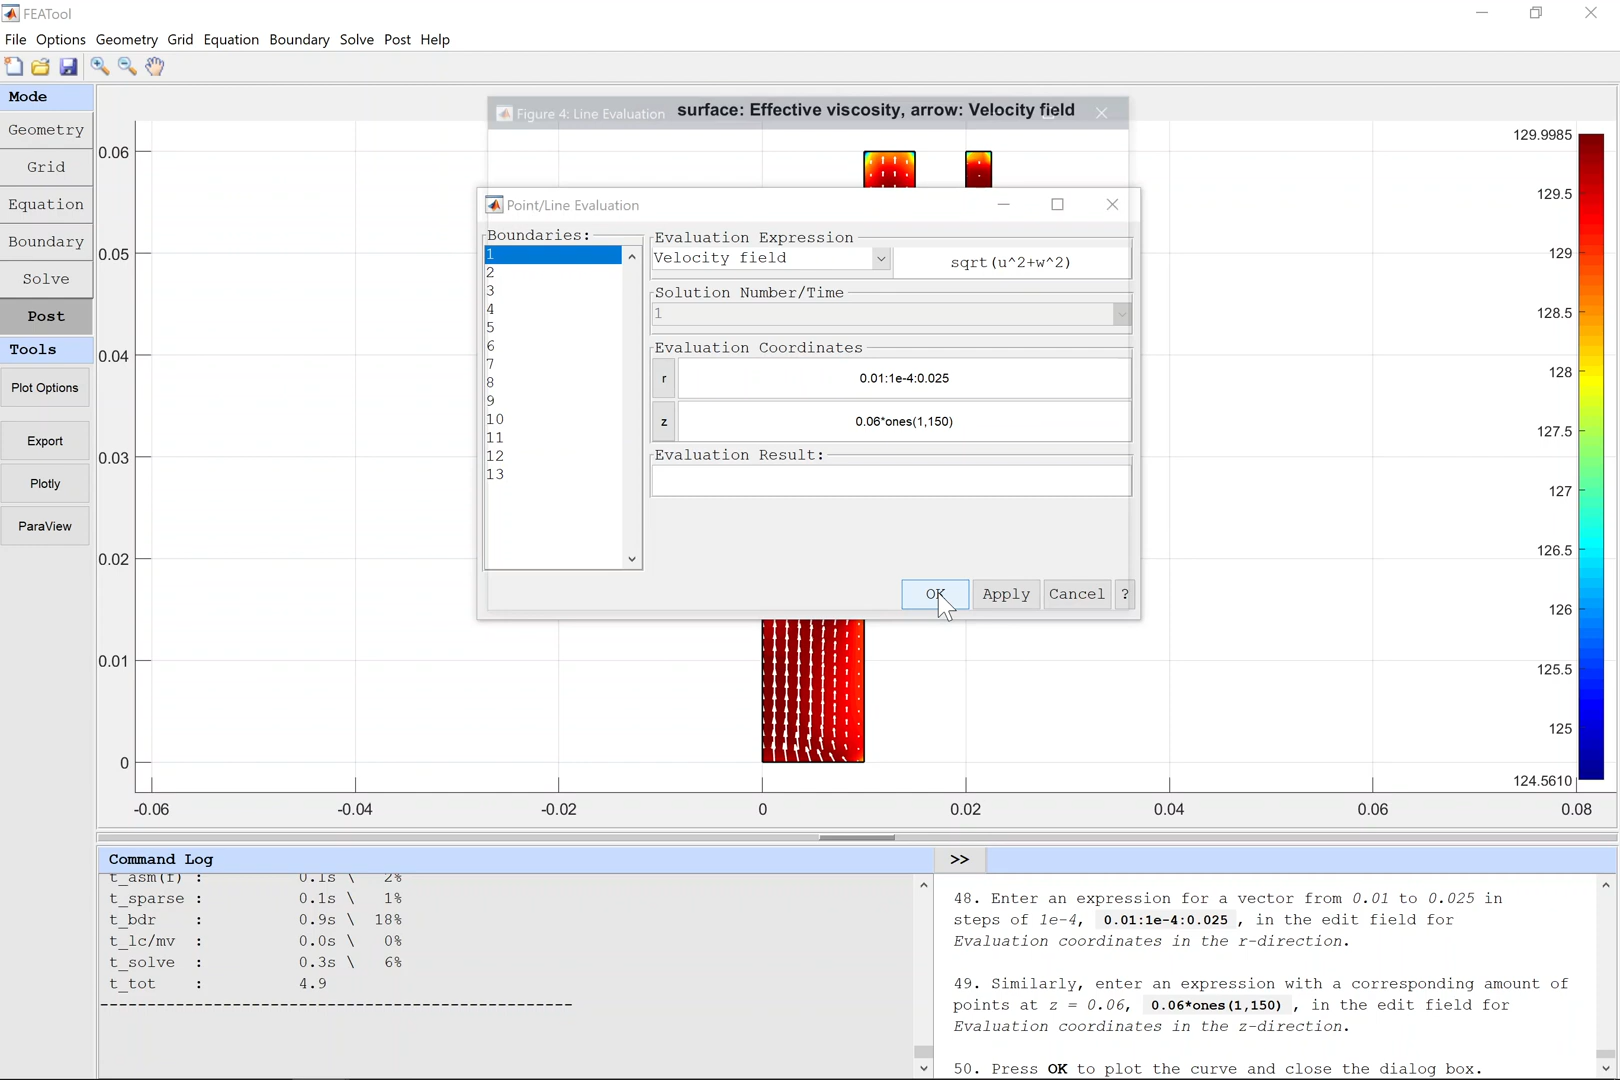 FEATool
File Options Geometry Grid Equation Boundary Solve Post Help
Mode
Geometry
Grid
Equation
Boundary
Solve
Post
Tools
Plot Options
Export
Plotly
ParaView
surface: Effective viscosity, arrow: Velocity field
Figure 4: Line Evaluation
0.06
0.05
0.04
0.03
0.02
0.01
0
-0.06 -0.04 -0.02 0 0.02 0.04 0.06 0.08
129.9985
129.5
129
128.5
128
127.5
127
126.5
126
125.5
125
124.5610
Point/Line Evaluation
Boundaries:
1
2
3
4
5
6
7
8
9
10
11
12
13
Evaluation Expression
Velocity field sqrt(u^2+w^2)
Solution Number/Time
1
Evaluation Coordinates
r 0.01:1e-4:0.025
z 0.06*ones(1,150)
Evaluation Result:
OK Apply Cancel ?
Command Log
t_asm(f) : 0.1s \ 2%
t_sparse : 0.1s \ 1%
t_bdr : 0.9s \ 18%
t_lc/mv : 0.0s \ 0%
t_solve : 0.3s \ 6%
t_tot : 4.9
---------------------------------------------
>>
48. Enter an expression for a vector from 0.01 to 0.025 in
steps of 1e-4, 0.01:1e-4:0.025 , in the edit field for
Evaluation coordinates in the r-direction.
49. Similarly, enter an expression with a corresponding amount of
points at z = 0.06, 0.06*ones(1,150) , in the edit field for
Evaluation coordinates in the z-direction.
50. Press OK to plot the curve and close the dialog box.